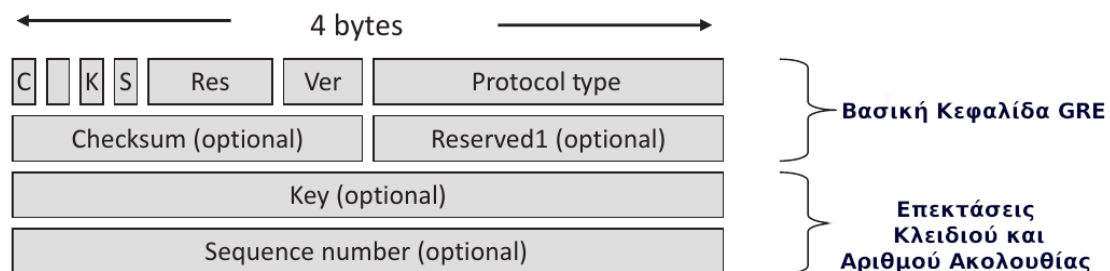 4 bytes
C K S Res Ver Protocol type
Checksum (optional) Reserved1 (optional)
Βασική Κεφαλίδα GRE
Key (optional)
Sequence number (optional)
Επεκτάσεις
Κλειδιού και
Αριθμού Ακολουθίας